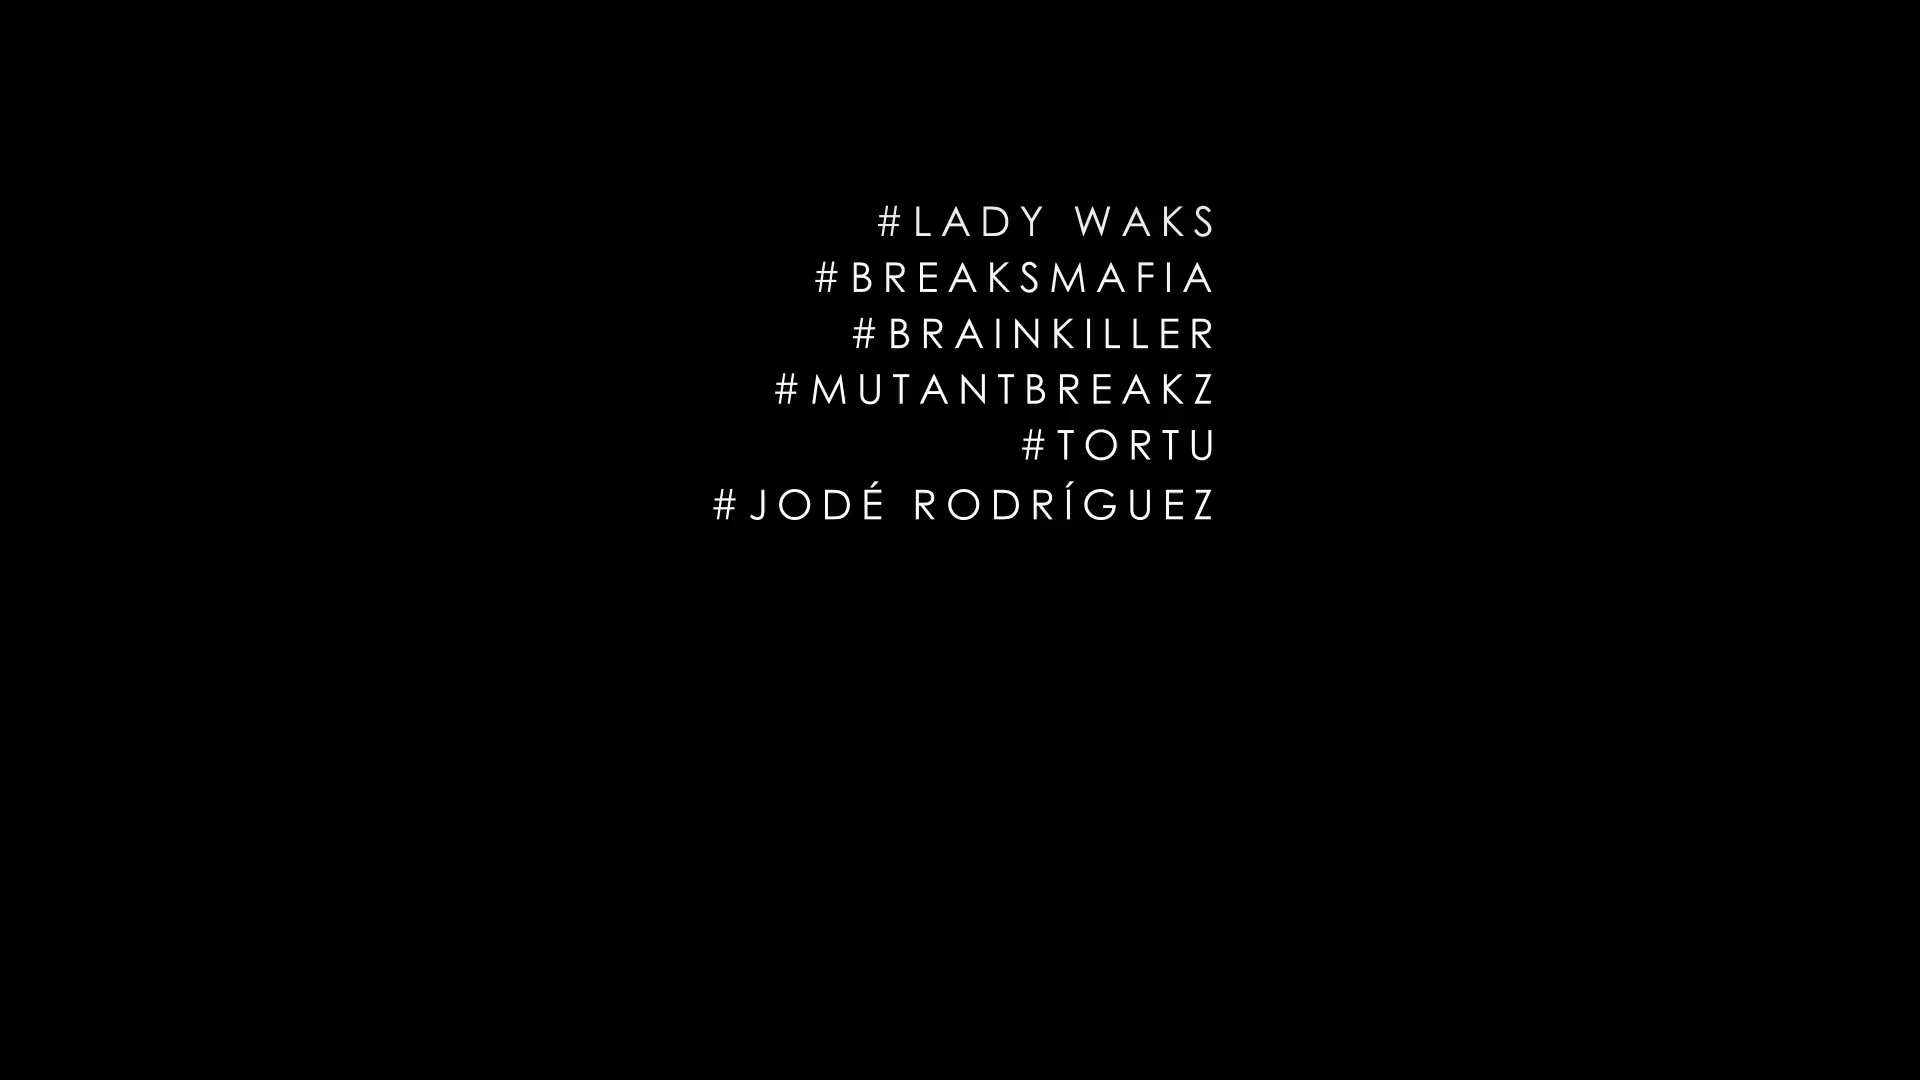 #LADY WAKS
#BREAKSMAFIA
#BRAINKILLER
#MUTANTBREAKZ
#TORTU
#JODÉ RODRÍGUEZ